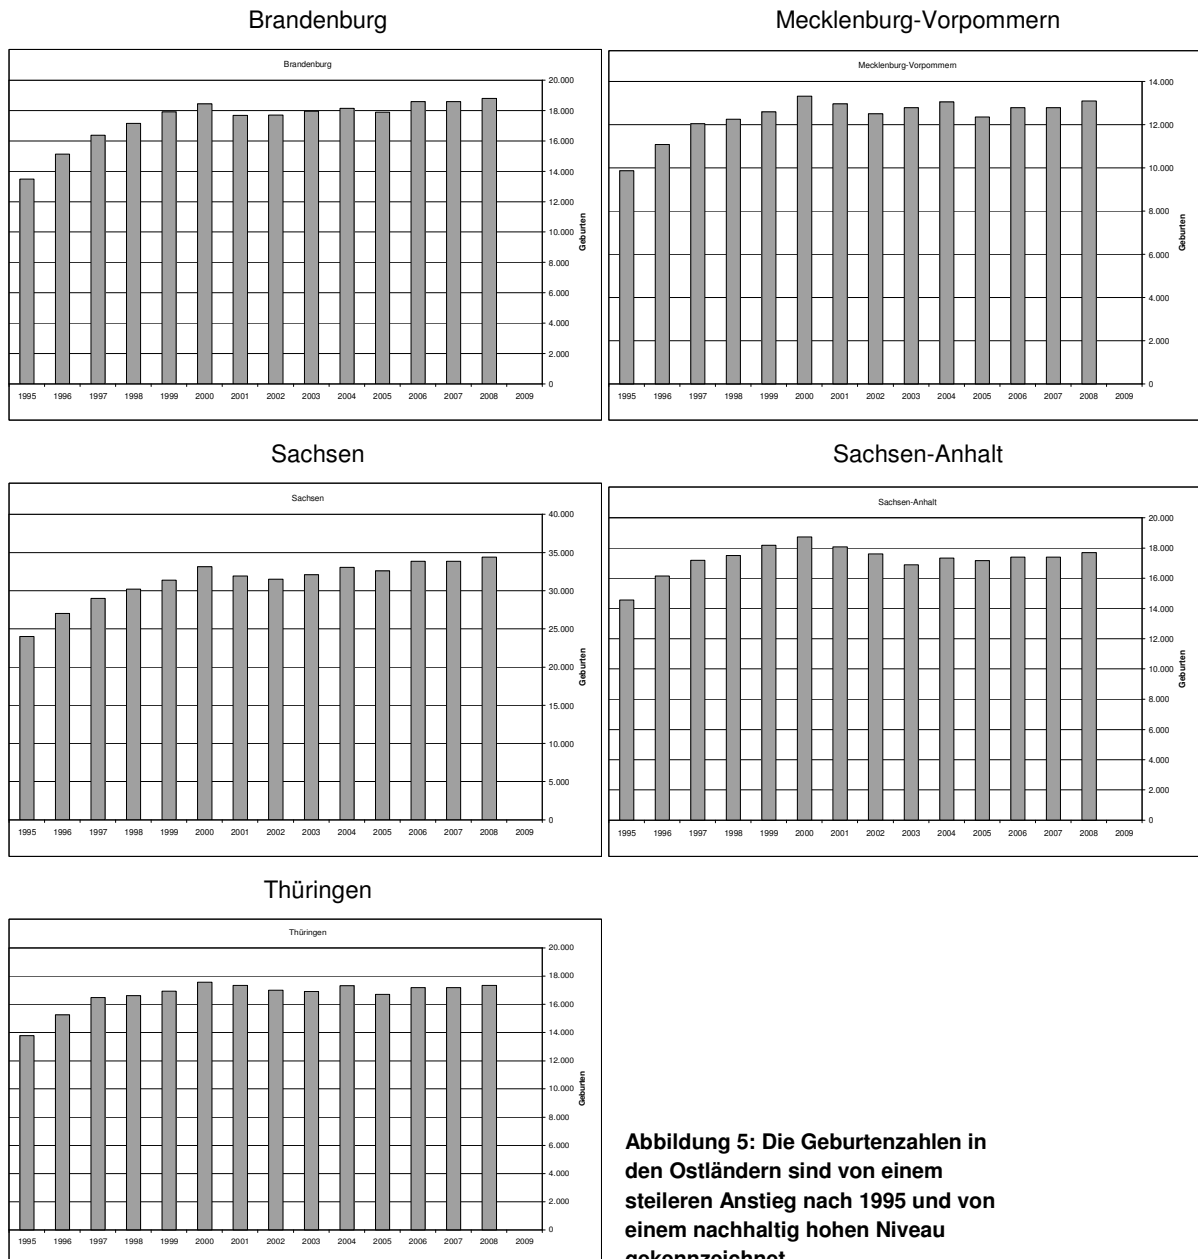 Brandenburg
Mecklenburg-Vorpommern
Brandenburg
20.000
18.000
16.000
14.000
12.000
10.000
8.000
6.000
4.000
2.000
0
Geburten
1995 1996 1997 1998 1999 2000 2001 2002 2003 2004 2005 2006 2007 2008 2009
Mecklenburg-Vorpommern
14.000
12.000
10.000
8.000
6.000
4.000
2.000
0
Geburten
1995 1996 1997 1998 1999 2000 2001 2002 2003 2004 2005 2006 2007 2008 2009
Sachsen
Sachsen-Anhalt
Sachsen
40.000
35.000
30.000
25.000
20.000
15.000
10.000
5.000
0
Geburten
1995 1996 1997 1998 1999 2000 2001 2002 2003 2004 2005 2006 2007 2008 2009
Sachsen-Anhalt
20.000
18.000
16.000
14.000
12.000
10.000
8.000
6.000
4.000
2.000
0
Geburten
1995 1996 1997 1998 1999 2000 2001 2002 2003 2004 2005 2006 2007 2008 2009
Thüringen
Thüringen
20.000
18.000
16.000
14.000
12.000
10.000
8.000
6.000
4.000
2.000
0
Geburten
1995 1996 1997 1998 1999 2000 2001 2002 2003 2004 2005 2006 2007 2008 2009
Abbildung 5: Die Geburtenzahlen in
den Ostländern sind von einem
steileren Anstieg nach 1995 und von
einem nachhaltig hohen Niveau
gekennzeichnet